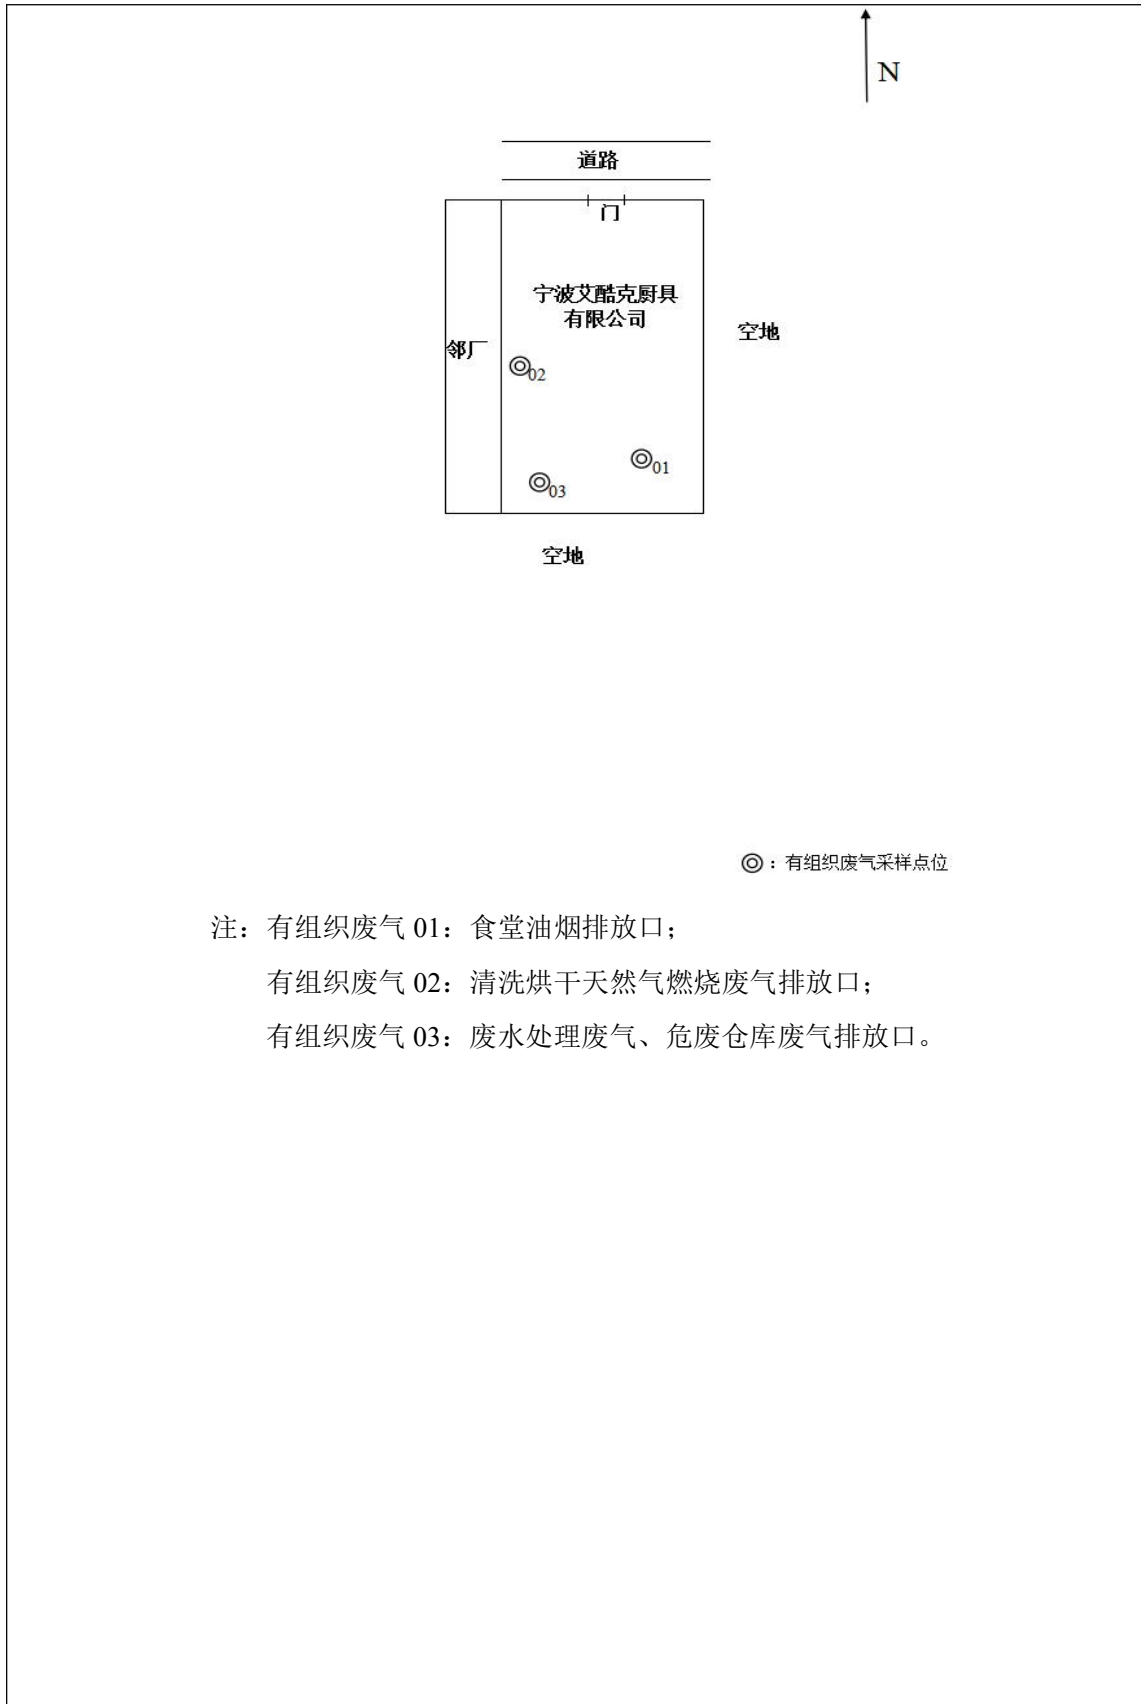 N
道路
门
宁波艾酷克厨具
有限公司
空地
邻厂
02
01
03
空地
◎：有组织废气采样点位
注：有组织废气 01：食堂油烟排放口；
有组织废气 02：清洗烘干天然气燃烧废气排放口；
有组织废气 03：废水处理废气、危废仓库废气排放口。